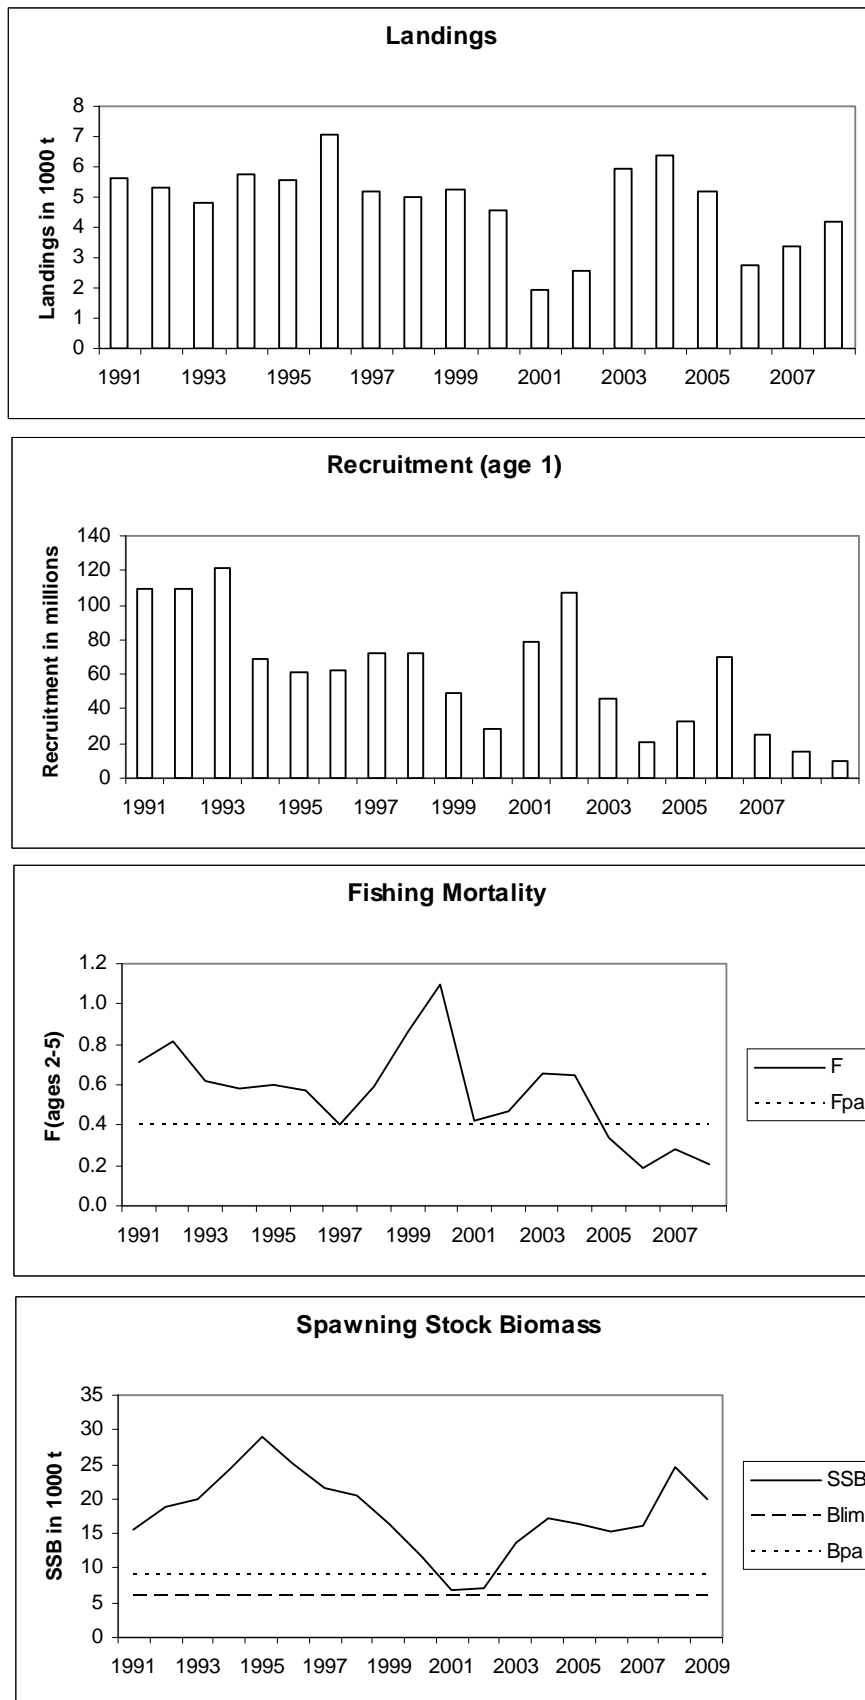 Landings
Landings in 1000 t
8
7
6
5
4
3
2
1
0
1991 1993 1995 1997 1999 2001 2003 2005 2007
Recruitment (age 1)
Recruitment in millions
140
120
100
80
60
40
20
0
1991 1993 1995 1997 1999 2001 2003 2005 2007
Fishing Mortality
F(ages 2-5)
1.2
1.0
0.8
0.6
0.4
0.2
0.0
1991 1993 1995 1997 1999 2001 2003 2005 2007
F
Fpa
Spawning Stock Biomass
SSB in 1000 t
35
30
25
20
15
10
5
0
1991 1993 1995 1997 1999 2001 2003 2005 2007 2009
SSB
Blim
Bpa